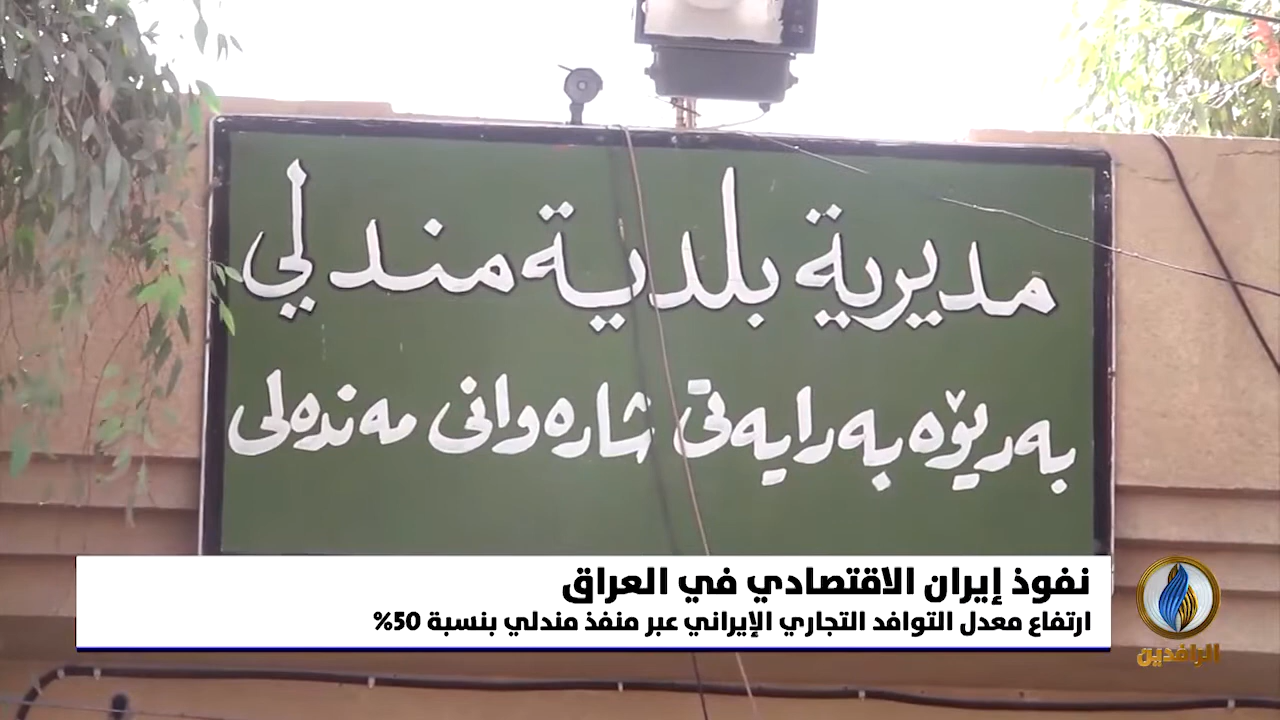 مديرية بلدية مندلي
بەرێوەبەرایەتی شارەوانی مەندەلی
نفوذ إيران الاقتصادي في العراق
ارتفاع معدل التوافد التجاري الإيراني عبر منفذ مندلي بنسبة 50%
الرافدين